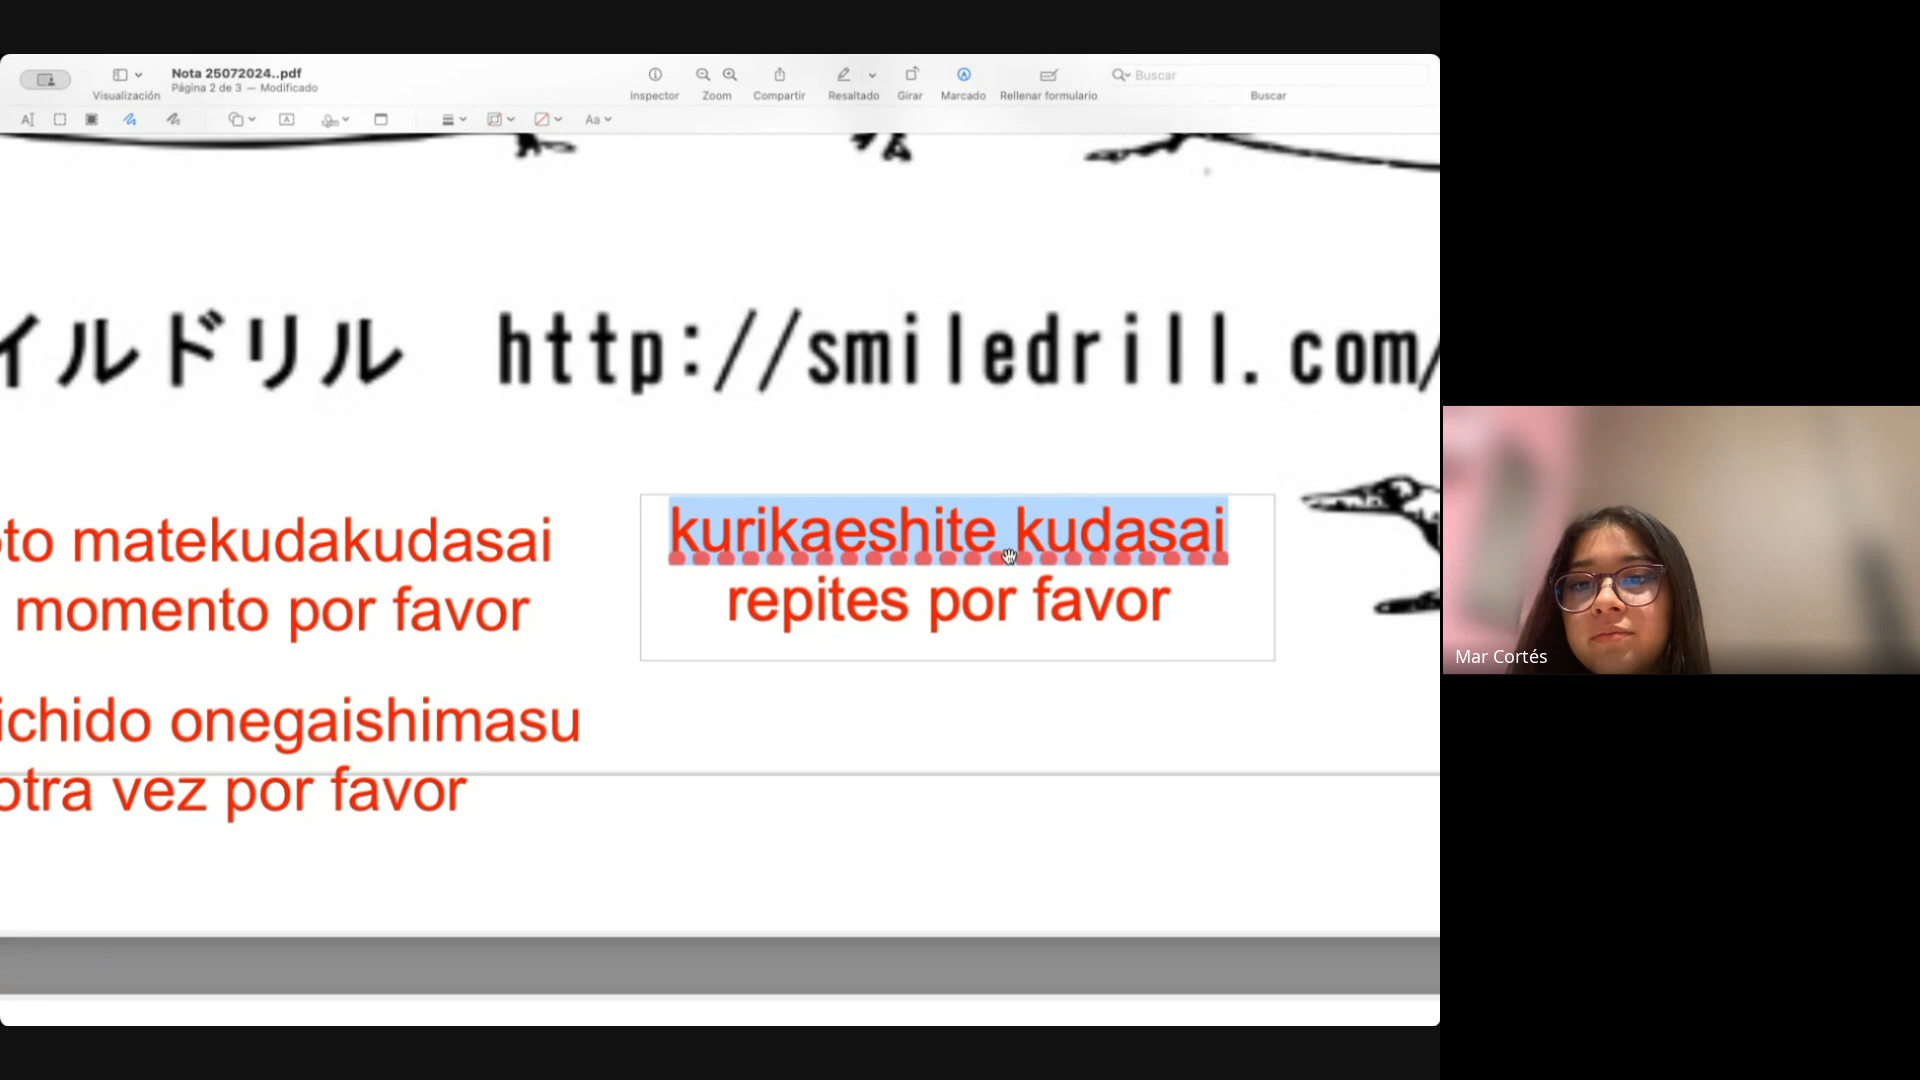 Nota 25072024..pdf
Página 2 de 3 — Modificado
Visualización
Inspector
Zoom
Compartir
Resaltado
Girar
Marcado
Rellenar formulario
Buscar
Buscar
Aa
イルドリル http://smiledrill.com/
oto matekudakudasai
momento por favor
kurikaeshite kudasai
repites por favor
ichido onegaishimasu
otra vez por favor
Mar Cortés